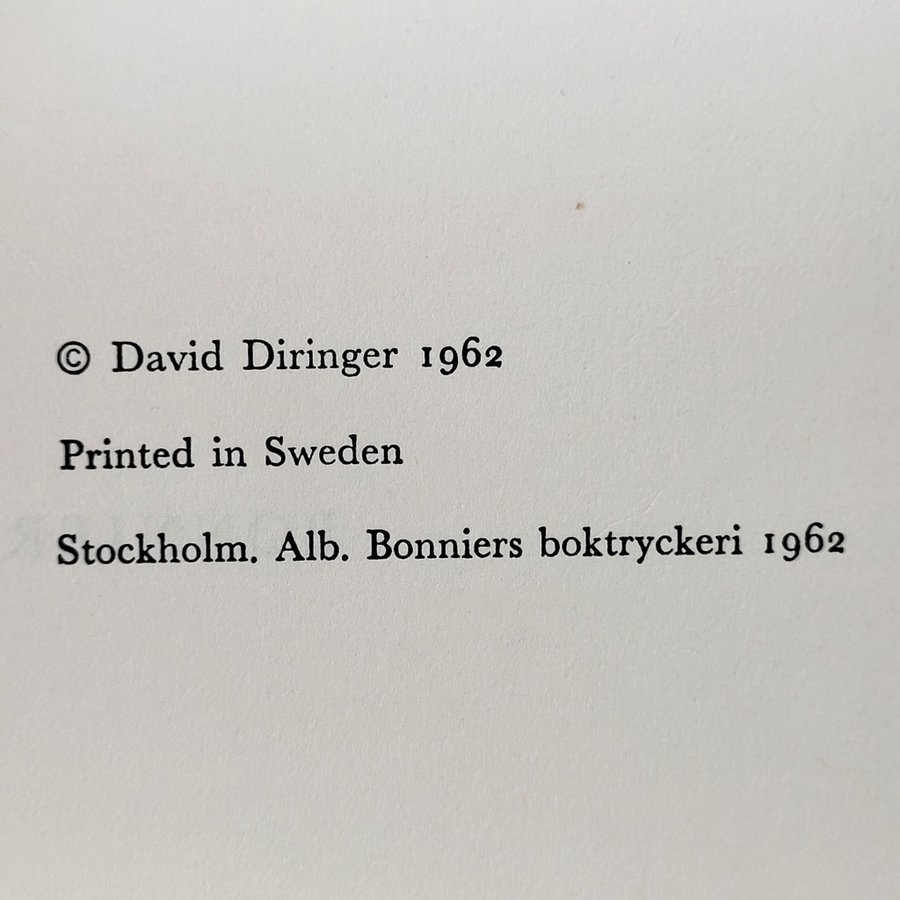 © David Diringer 1962
Printed in Sweden
Stockholm. Alb. Bonniers boktryckeri 1962